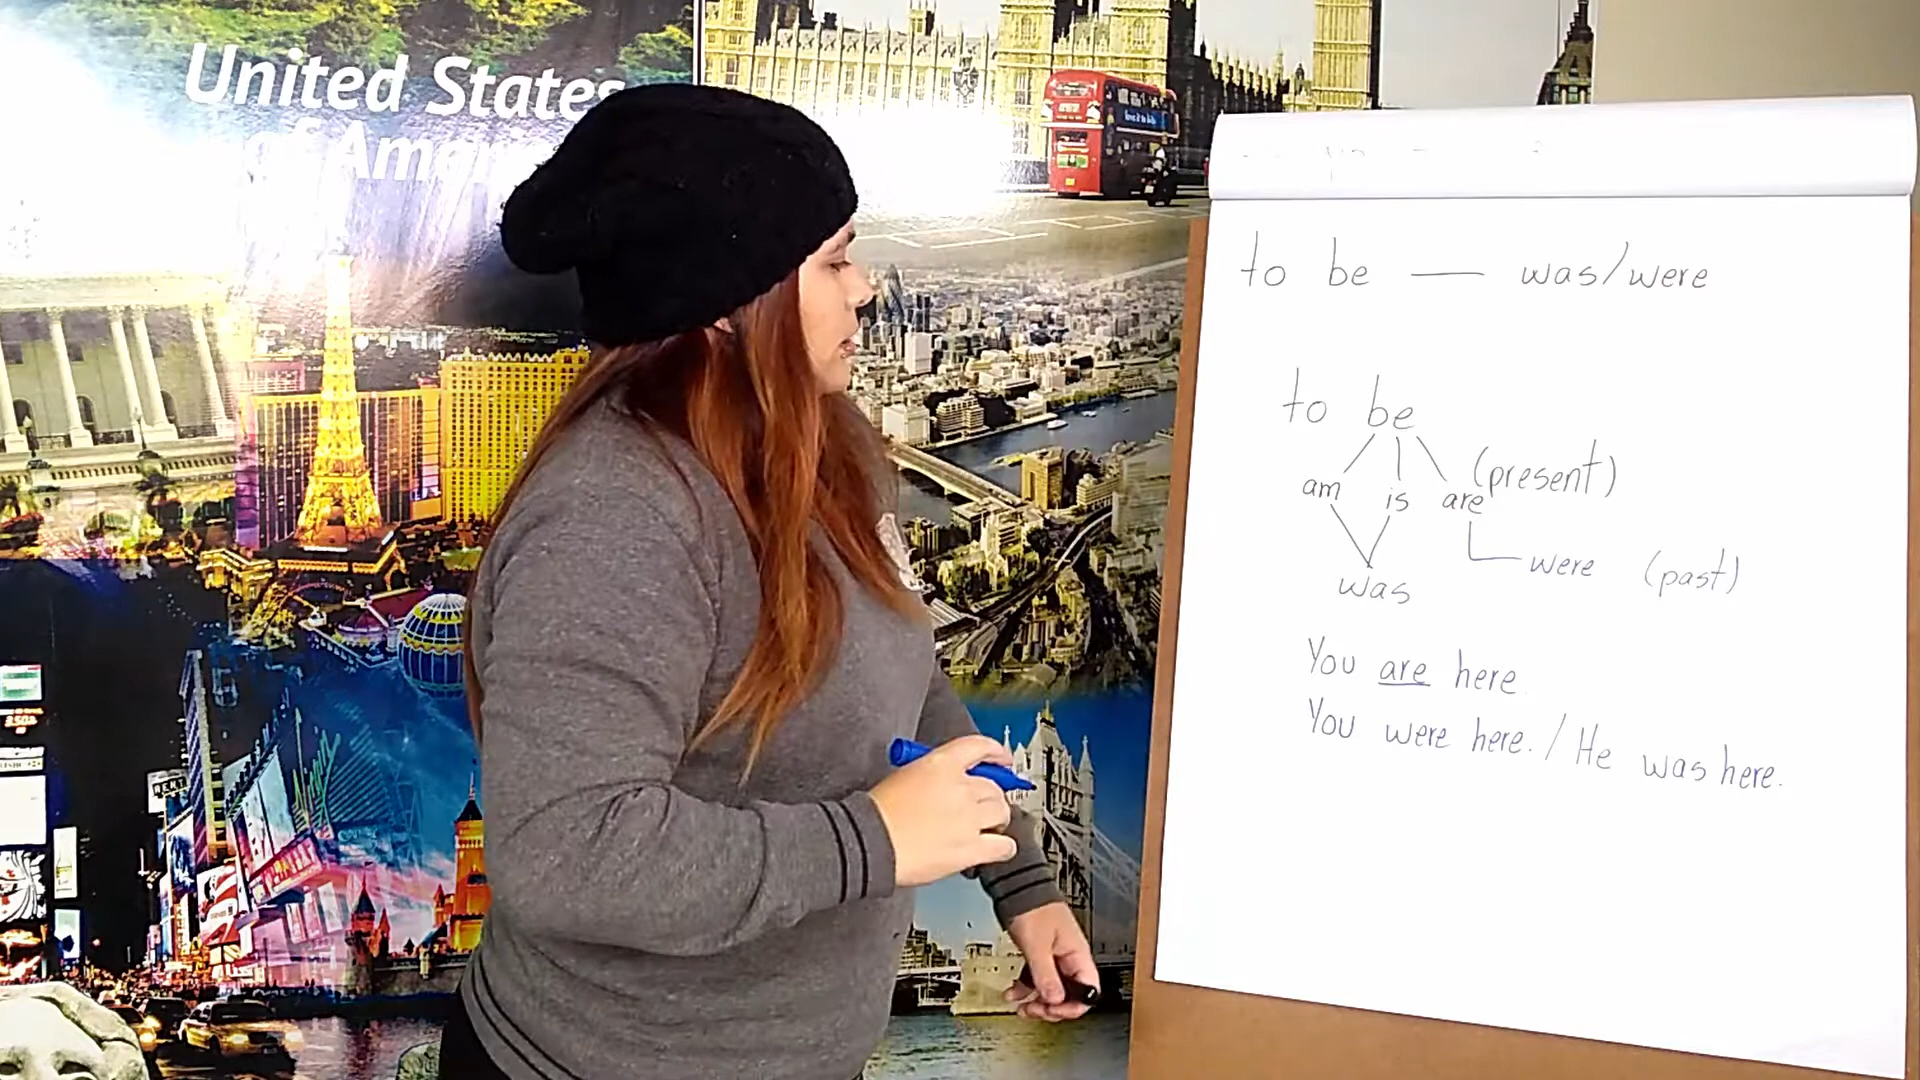 United States
of Amer
to be — was/were
to be
am is are (present)
was were (past)
You are here.
You were here. / He was here.